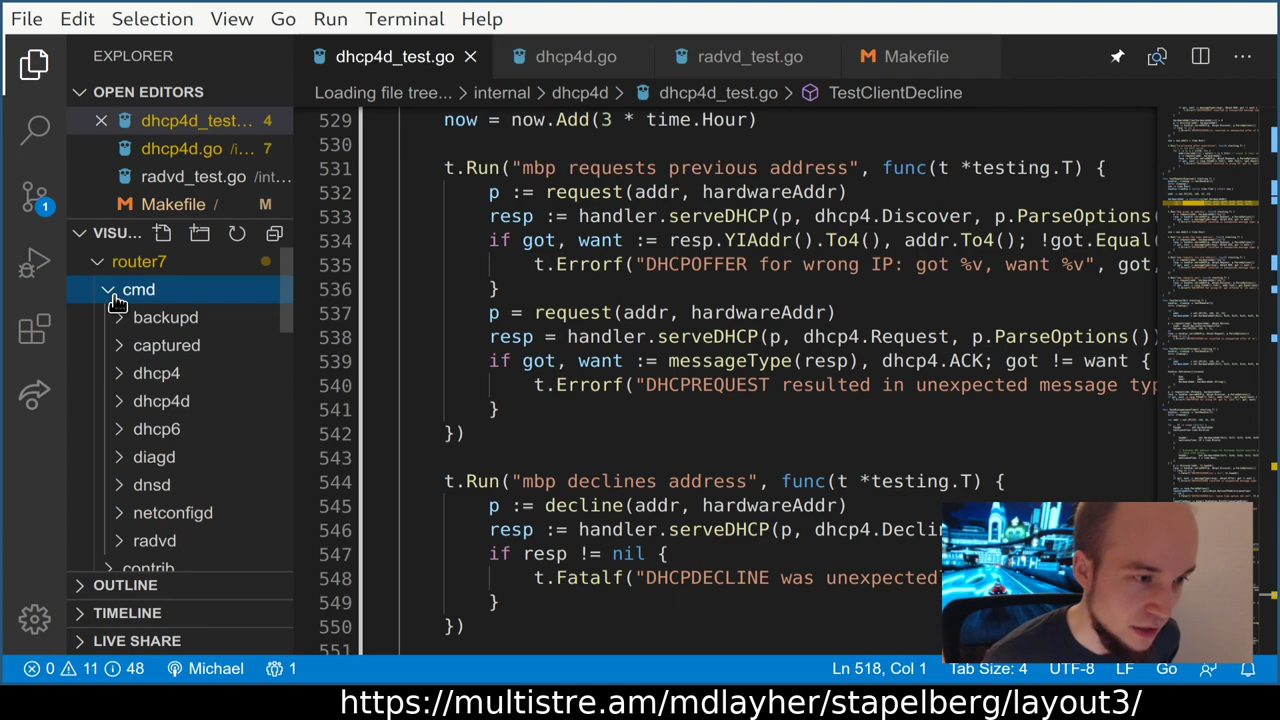 File Edit Selection View Go Run Terminal Help
EXPLORER
dhcp4d_test.go
dhcp4d.go
radvd_test.go
Makefile
OPEN EDITORS
Loading file tree... > internal > dhcp4d > dhcp4d_test.go > TestClientDecline
dhcp4d_test... 4
dhcp4d.go /i... 7
radvd_test.go /int...
Makefile / M
1
VISU...
router7
cmd
backupd
captured
dhcp4
dhcp4d
dhcp6
diagd
dnsd
netconfigd
radvd
contrib
OUTLINE
TIMELINE
LIVE SHARE
529 now = now.Add(3 * time.Hour)
530
531 t.Run("mbp requests previous address", func(t *testing.T) {
532 p := request(addr, hardwareAddr)
533 resp := handler.serveDHCP(p, dhcp4.Discover, p.ParseOptions(
534 if got, want := resp.YIAddr().To4(), addr.To4(); !got.Equal(
535 t.Errorf("DHCPOFFER for wrong IP: got %v, want %v", got,
536 }
537 p = request(addr, hardwareAddr)
538 resp = handler.serveDHCP(p, dhcp4.Request, p.ParseOptions())
539 if got, want := messageType(resp), dhcp4.ACK; got != want {
540 t.Errorf("DHCPREQUEST resulted in unexpected message typ
541 }
542 })
543
544 t.Run("mbp declines address", func(t *testing.T) {
545 p := decline(addr, hardwareAddr)
546 resp := handler.serveDHCP(p, dhcp4.Decli
547 if resp != nil {
548 t.Fatalf("DHCPDECLINE was unexpected
549 }
550 })
551
0 11 48 Michael 1 Ln 518, Col 1 Tab Size: 4 UTF-8 LF Go
https://multistre.am/mdlayher/stapelberg/layout3/